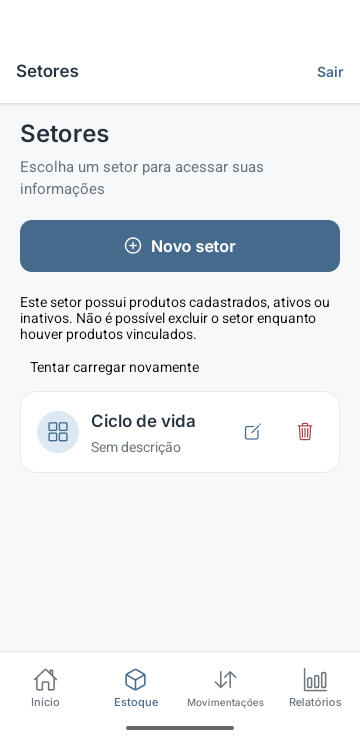 Setores
Sair
Setores
Escolha um setor para acessar suas
informações
Novo setor
Este setor possui produtos cadastrados, ativos ou
inativos. Não é possível excluir o setor enquanto
houver produtos vinculados.
Tentar carregar novamente
Ciclo de vida
Sem descrição
Início
Estoque
Movimentações
Relatórios